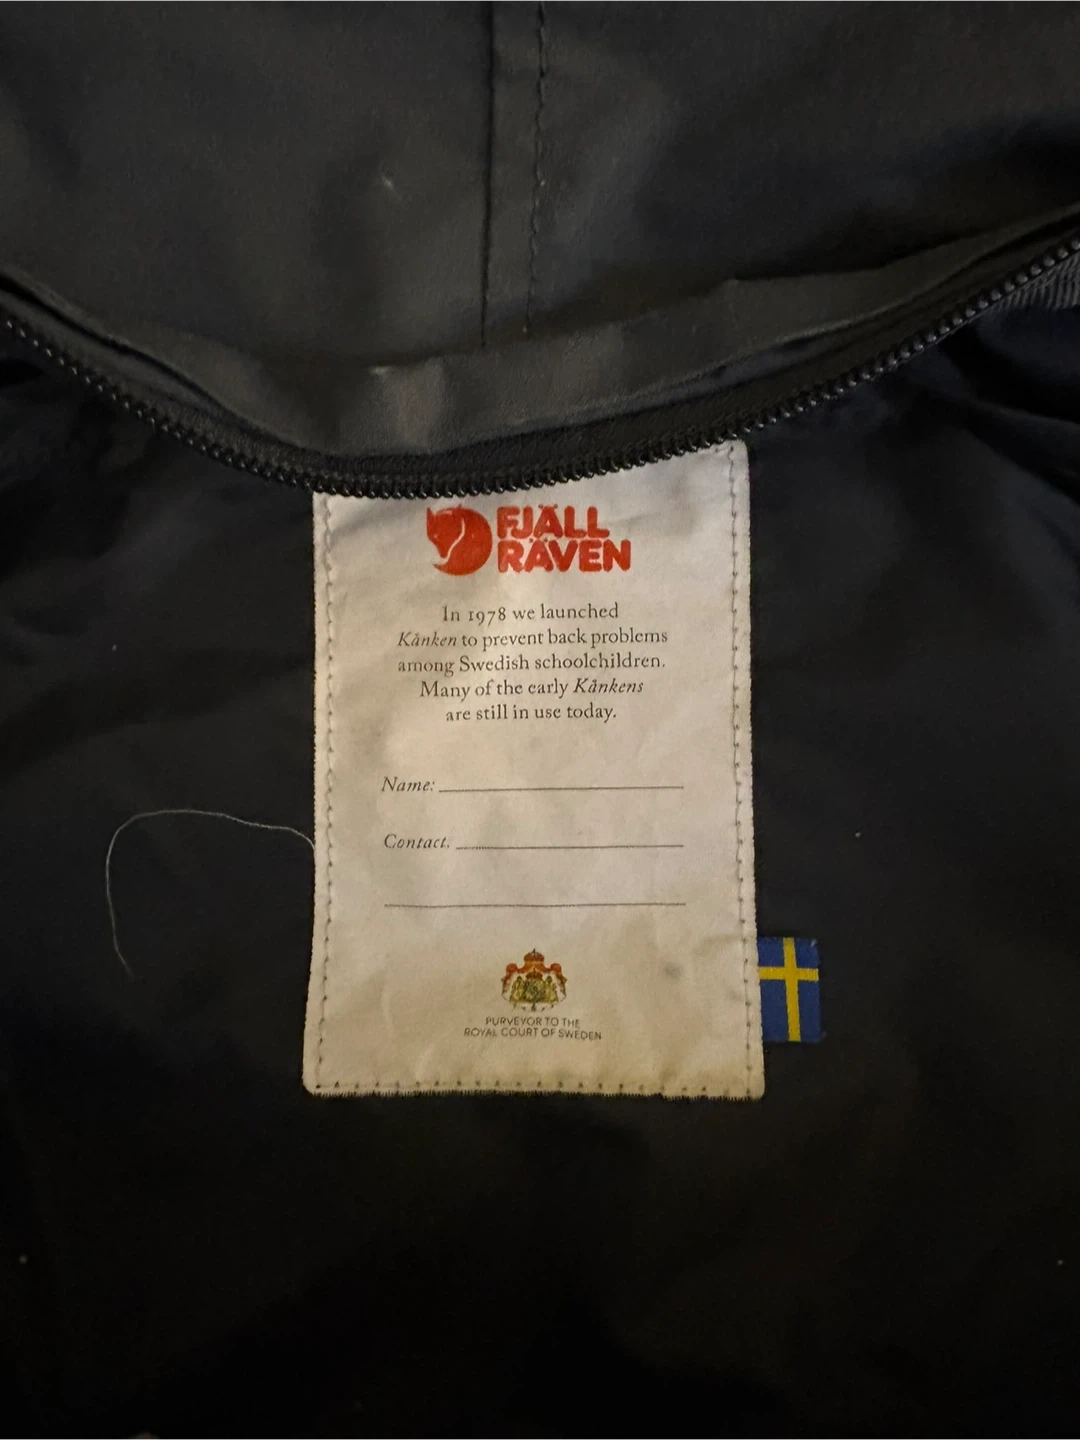 FJÄLL
RÄVEN
In 1978 we launched
Kånken to prevent back problems
among Swedish schoolchildren.
Many of the early Kånkens
are still in use today.
Name:
Contact:
PURVEYOR TO THE
ROYAL COURT OF SWEDEN